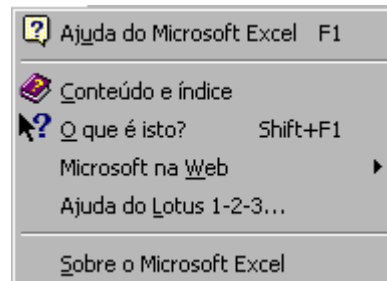 Ajuda do Microsoft Excel F1
Conteúdo e índice
O que é isto? Shift+F1
Microsoft na Web
Ajuda do Lotus 1-2-3...
Sobre o Microsoft Excel